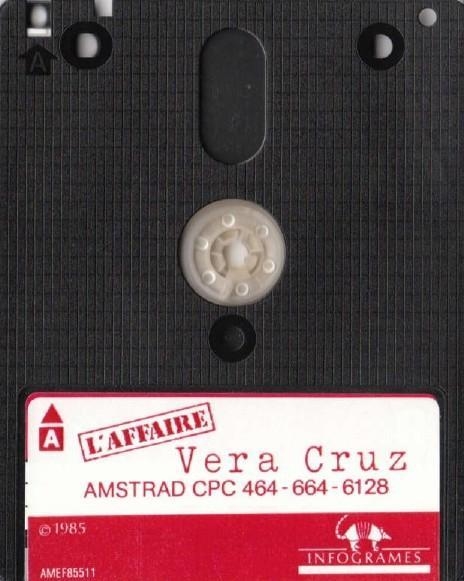 A
A
L'AFFAIRE
Vera Cruz
AMSTRAD CPC 464-664-6128
©1985
AMEF85511
INFOGRAMES